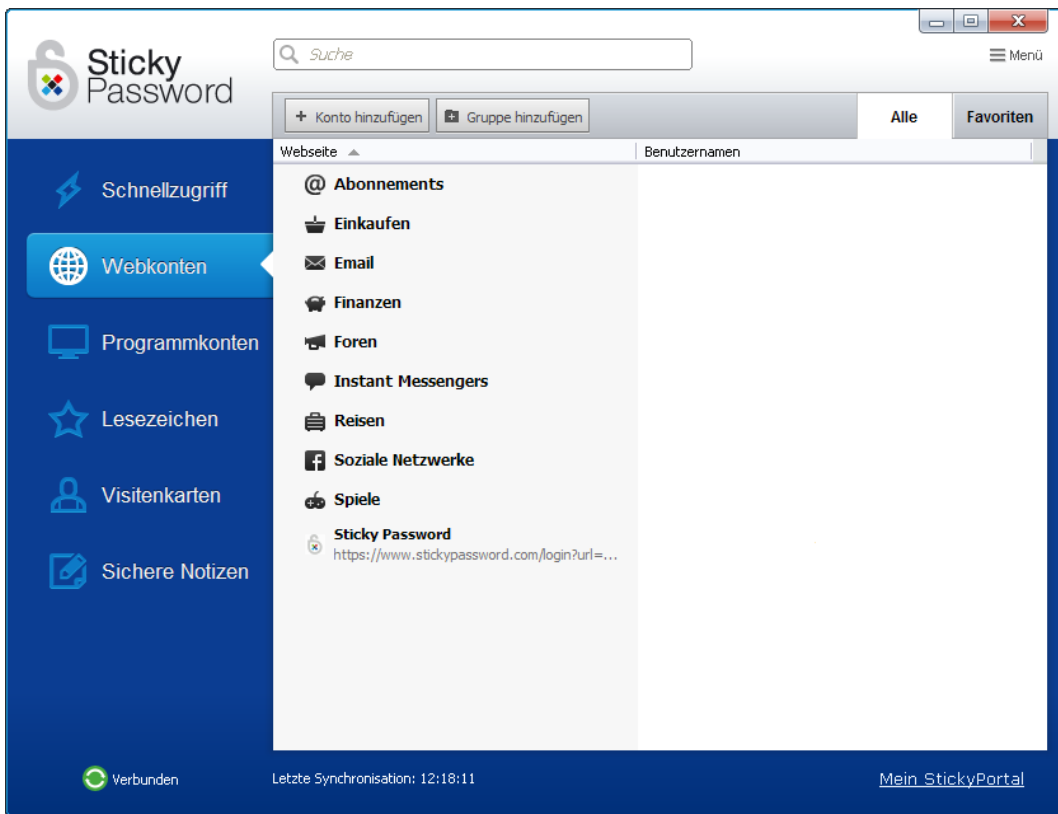 Sticky
Password
Suche
Menü
+ Konto hinzufügen
Gruppe hinzufügen
Alle
Favoriten
Webseite
Benutzernamen
Schnellzugriff
Webkonten
Programmkonten
Lesezeichen
Visitenkarten
Sichere Notizen
Abonnements
Einkaufen
Email
Finanzen
Foren
Instant Messengers
Reisen
Soziale Netzwerke
Spiele
Sticky Password
https://www.stickypassword.com/login?url=...
Verbunden
Letzte Synchronisation: 12:18:11
Mein StickyPortal